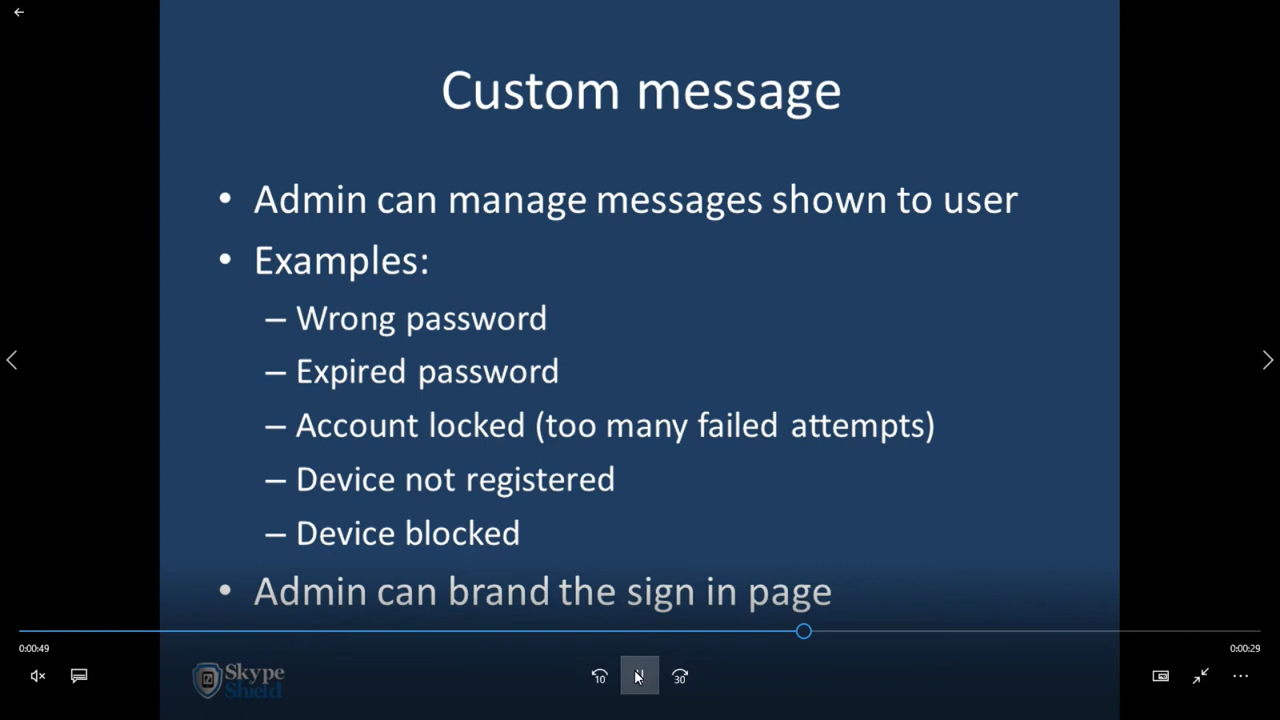 Custom message
• Admin can manage messages shown to user
• Examples:
– Wrong password
– Expired password
– Account locked (too many failed attempts)
– Device not registered
– Device blocked
• Admin can brand the sign in page
0:00:49
0:00:29
Skype
Shield
10
30